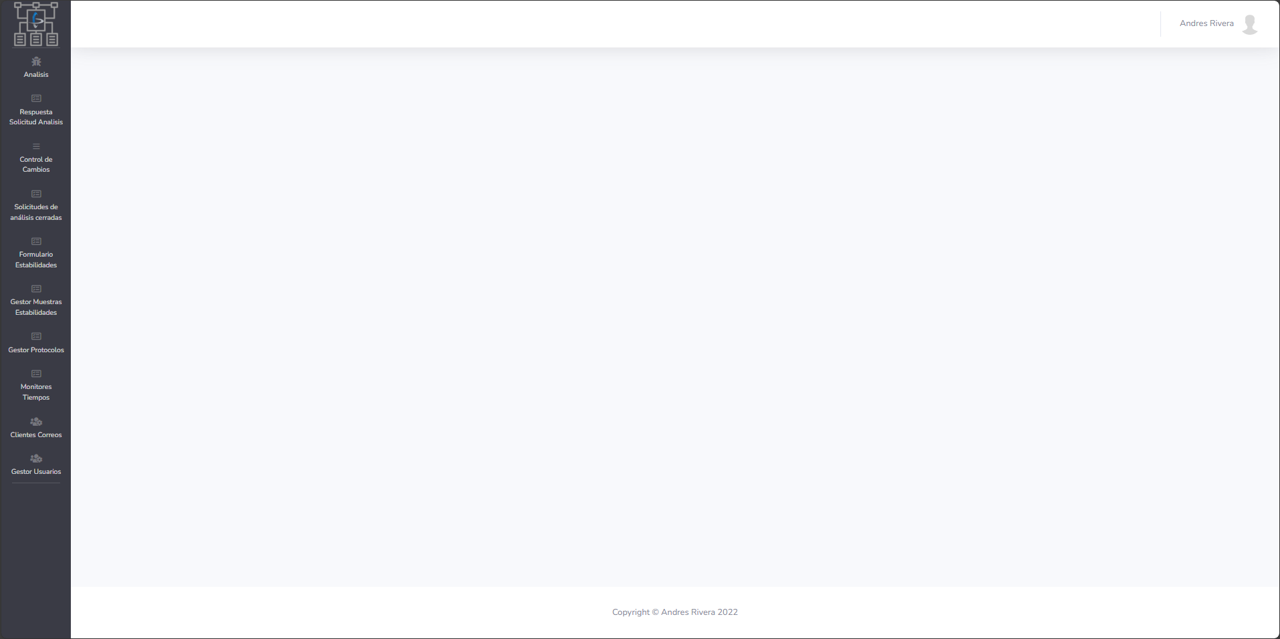 Andres Rivera
Analisis
Respuesta
Solicitud Analisis
Control de
Cambios
Solicitudes de
análisis cerradas
Formulario
Estabilidades
Gestor Muestras
Estabilidades
Gestor Protocolos
Monitores
Tiempos
Clientes Correos
Gestor Usuarios
Copyright © Andres Rivera 2022